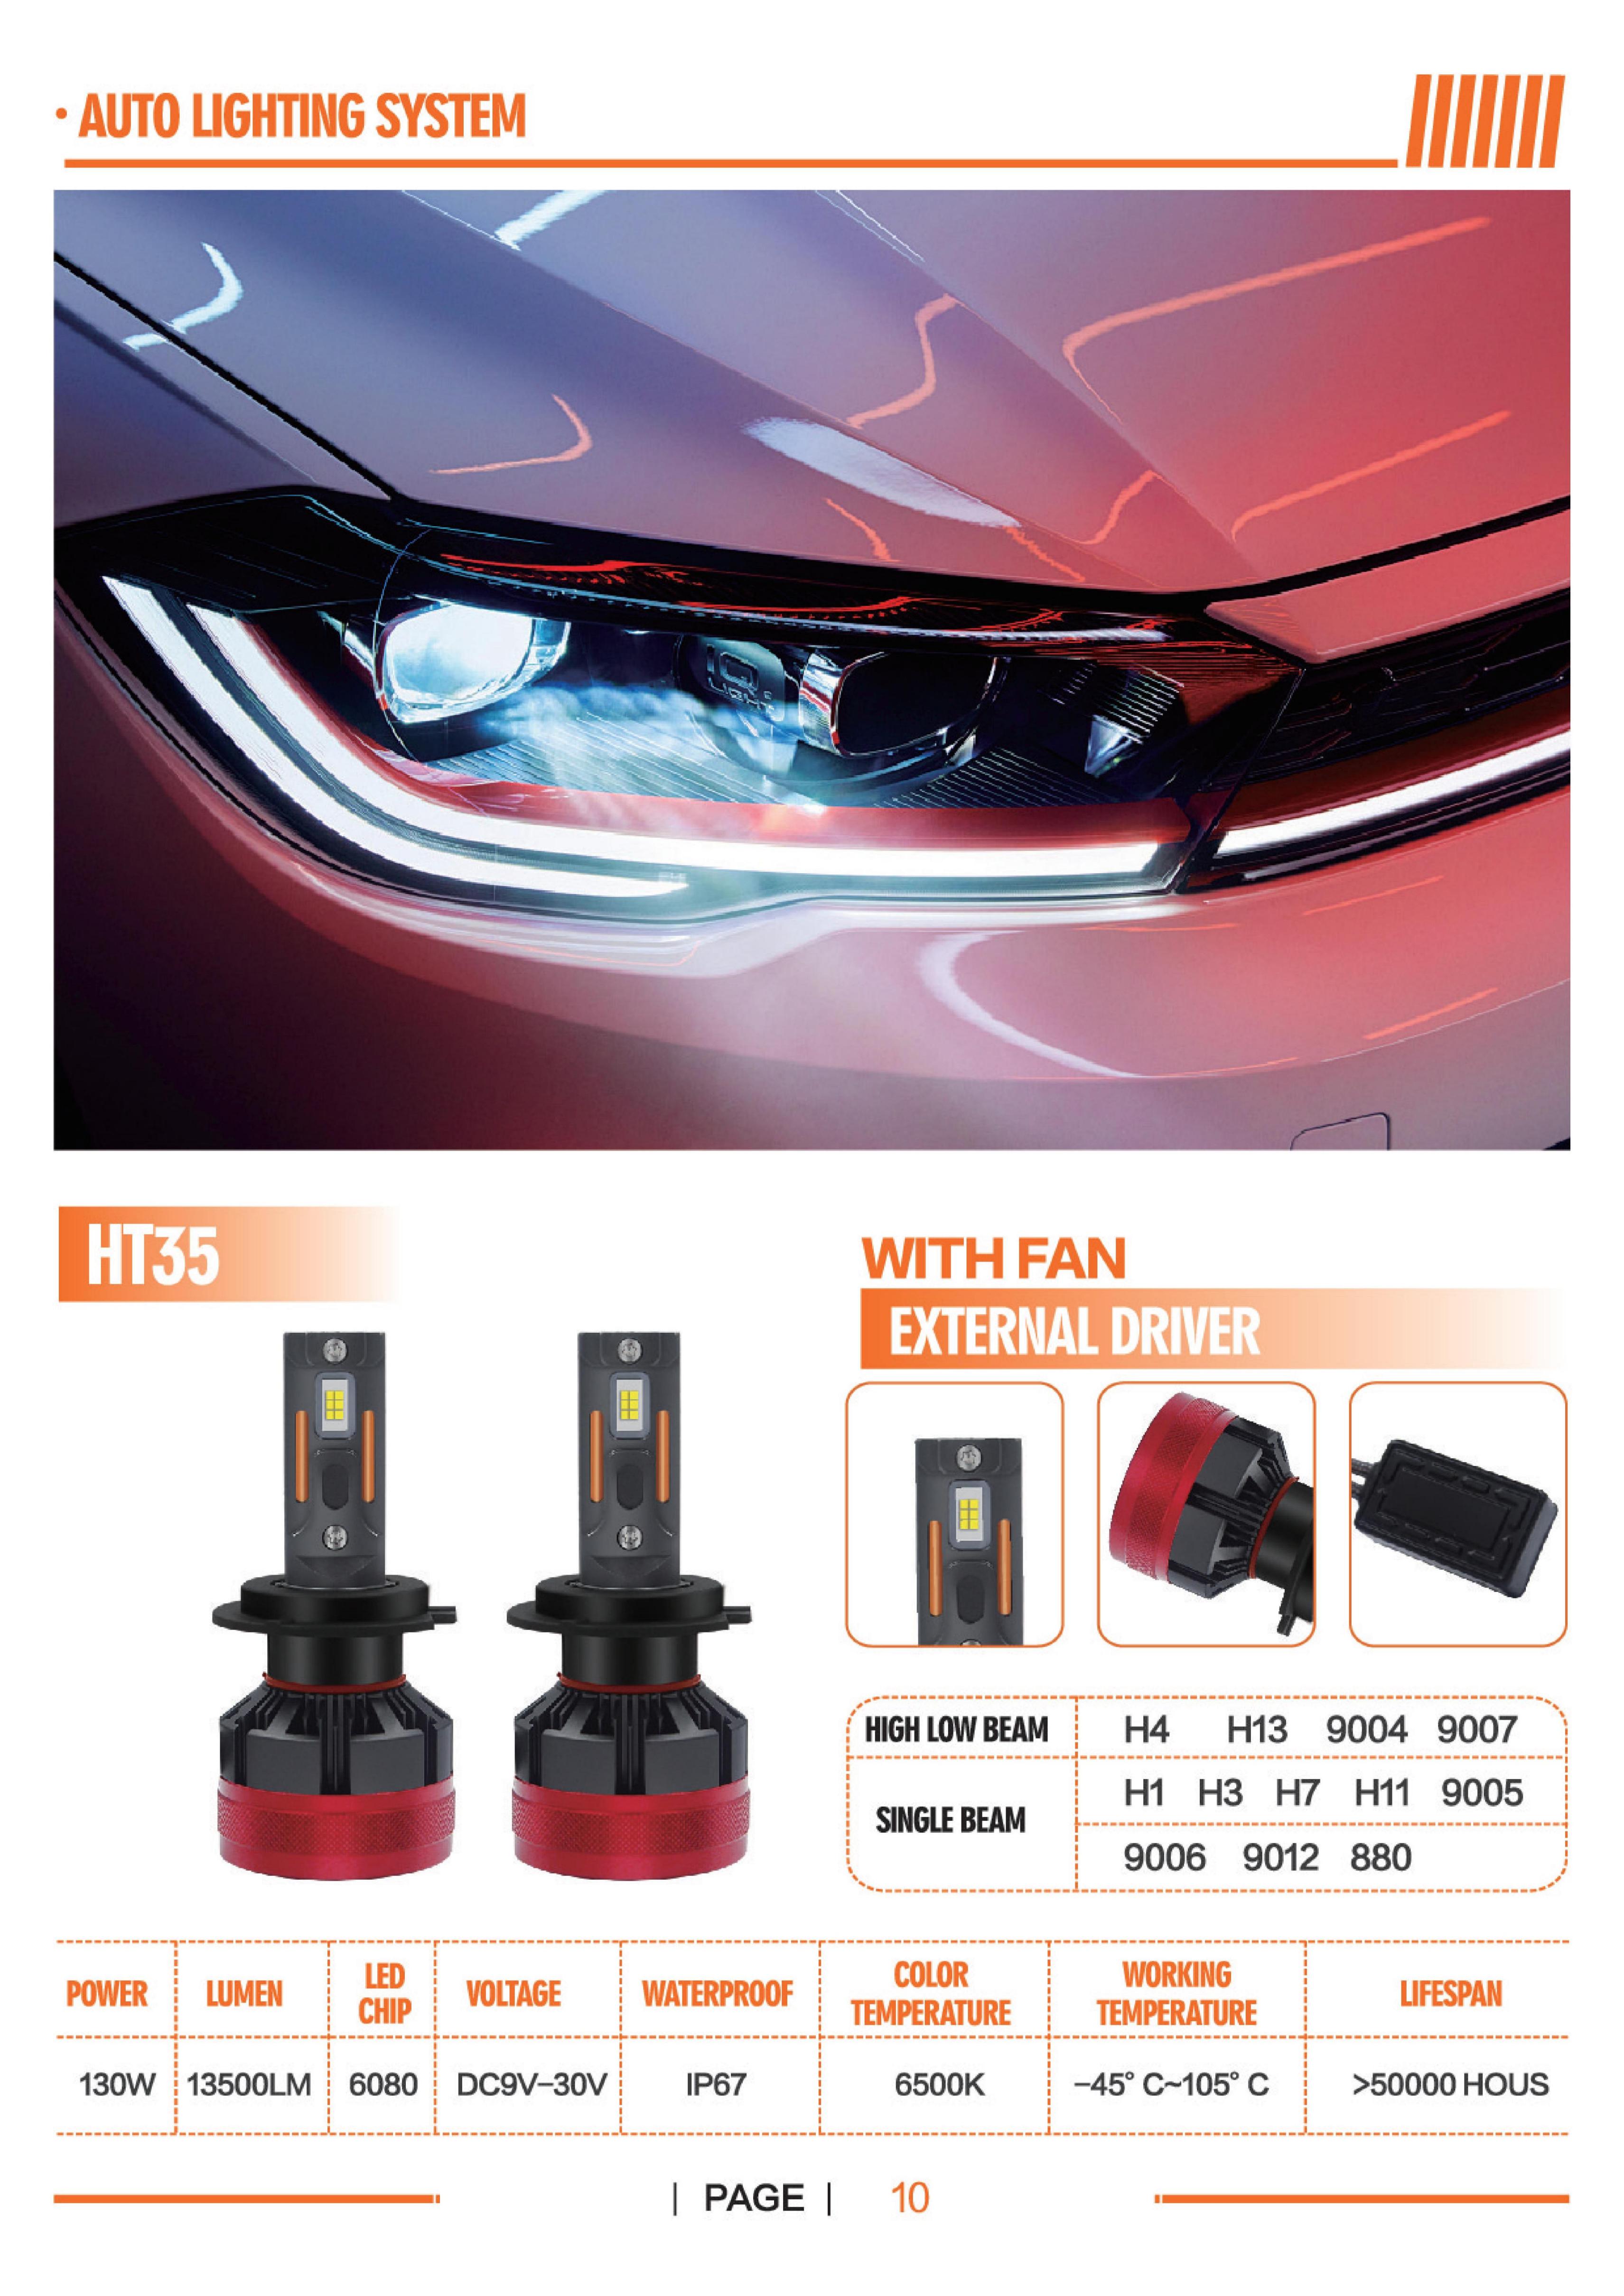 • AUTO LIGHTING SYSTEM
HT35
WITH FAN
EXTERNAL DRIVER
HIGH LOW BEAM H4 H13 9004 9007
SINGLE BEAM
H1 H3 H7 H11 9005
9006 9012 880
POWER LUMEN LED CHIP VOLTAGE WATERPROOF COLOR TEMPERATURE WORKING TEMPERATURE LIFESPAN
130W 13500LM 6080 DC9V-30V IP67 6500K -45° C~105° C >50000 HOUS
| PAGE | 10